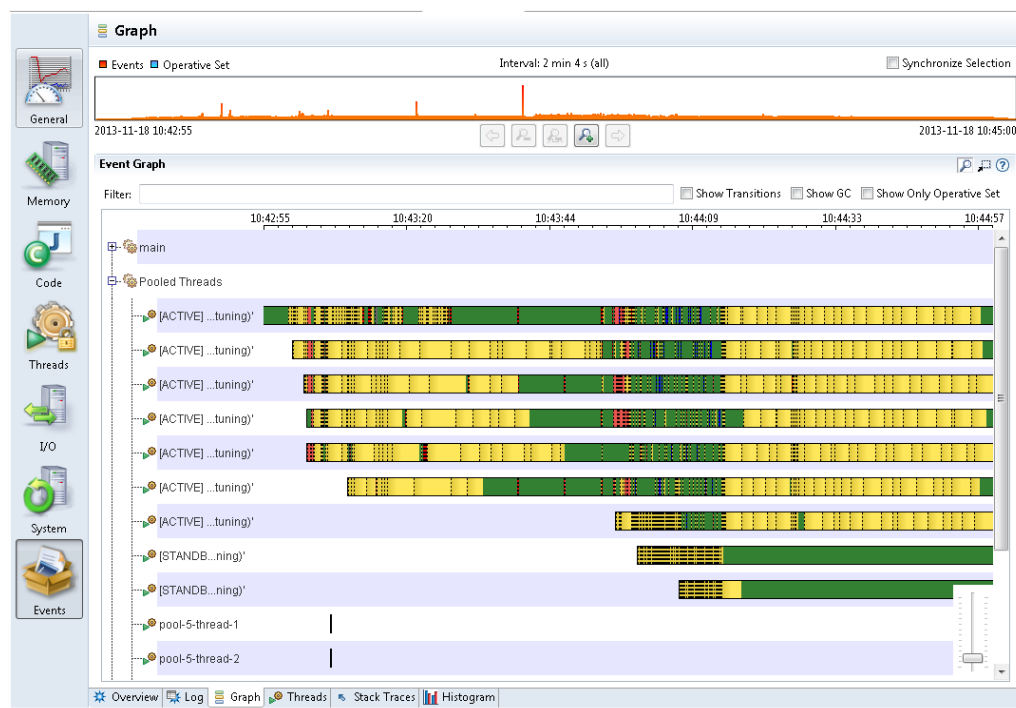 Graph
Events Operative Set Interval: 2 min 4 s (all) Synchronize Selection
2013-11-18 10:42:55 2013-11-18 10:45:00
General
Event Graph
Filter: Show Transitions Show GC Show Only Operative Set
Memory
10:42:55 10:43:20 10:43:44 10:44:09 10:44:33 10:44:57
main
Code
Pooled Threads
[ACTIVE] ...tuning)'
[ACTIVE] ...tuning)'
Threads
[ACTIVE] ...tuning)'
[ACTIVE] ...tuning)'
I/O
[ACTIVE] ...tuning)'
[ACTIVE] ...tuning)'
[ACTIVE] ...tuning)'
System
[STANDB...ning)'
[STANDB...ning)'
Events
pool-5-thread-1
pool-5-thread-2
Overview Log Graph Threads Stack Traces Histogram